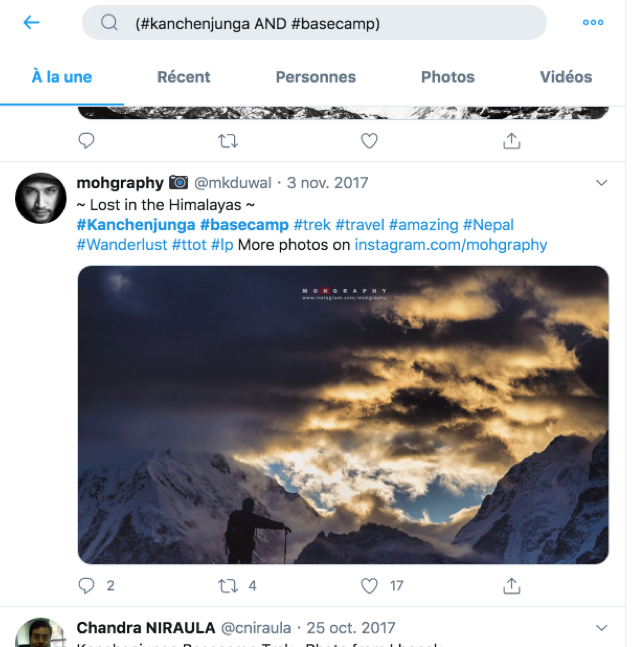 (#kanchenjunga AND #basecamp)
À la une Récent Personnes Photos Vidéos
mohgraphy @mkduwal · 3 nov. 2017
~ Lost in the Himalayas ~
#Kanchenjunga #basecamp #trek #travel #amazing #Nepal
#Wanderlust #ttot #lp More photos on instagram.com/mohgraphy
MOHGRAPHY
www.instagram.com/mohgraphy
2 4 17
Chandra NIRAULA @cniraula · 25 oct. 2017